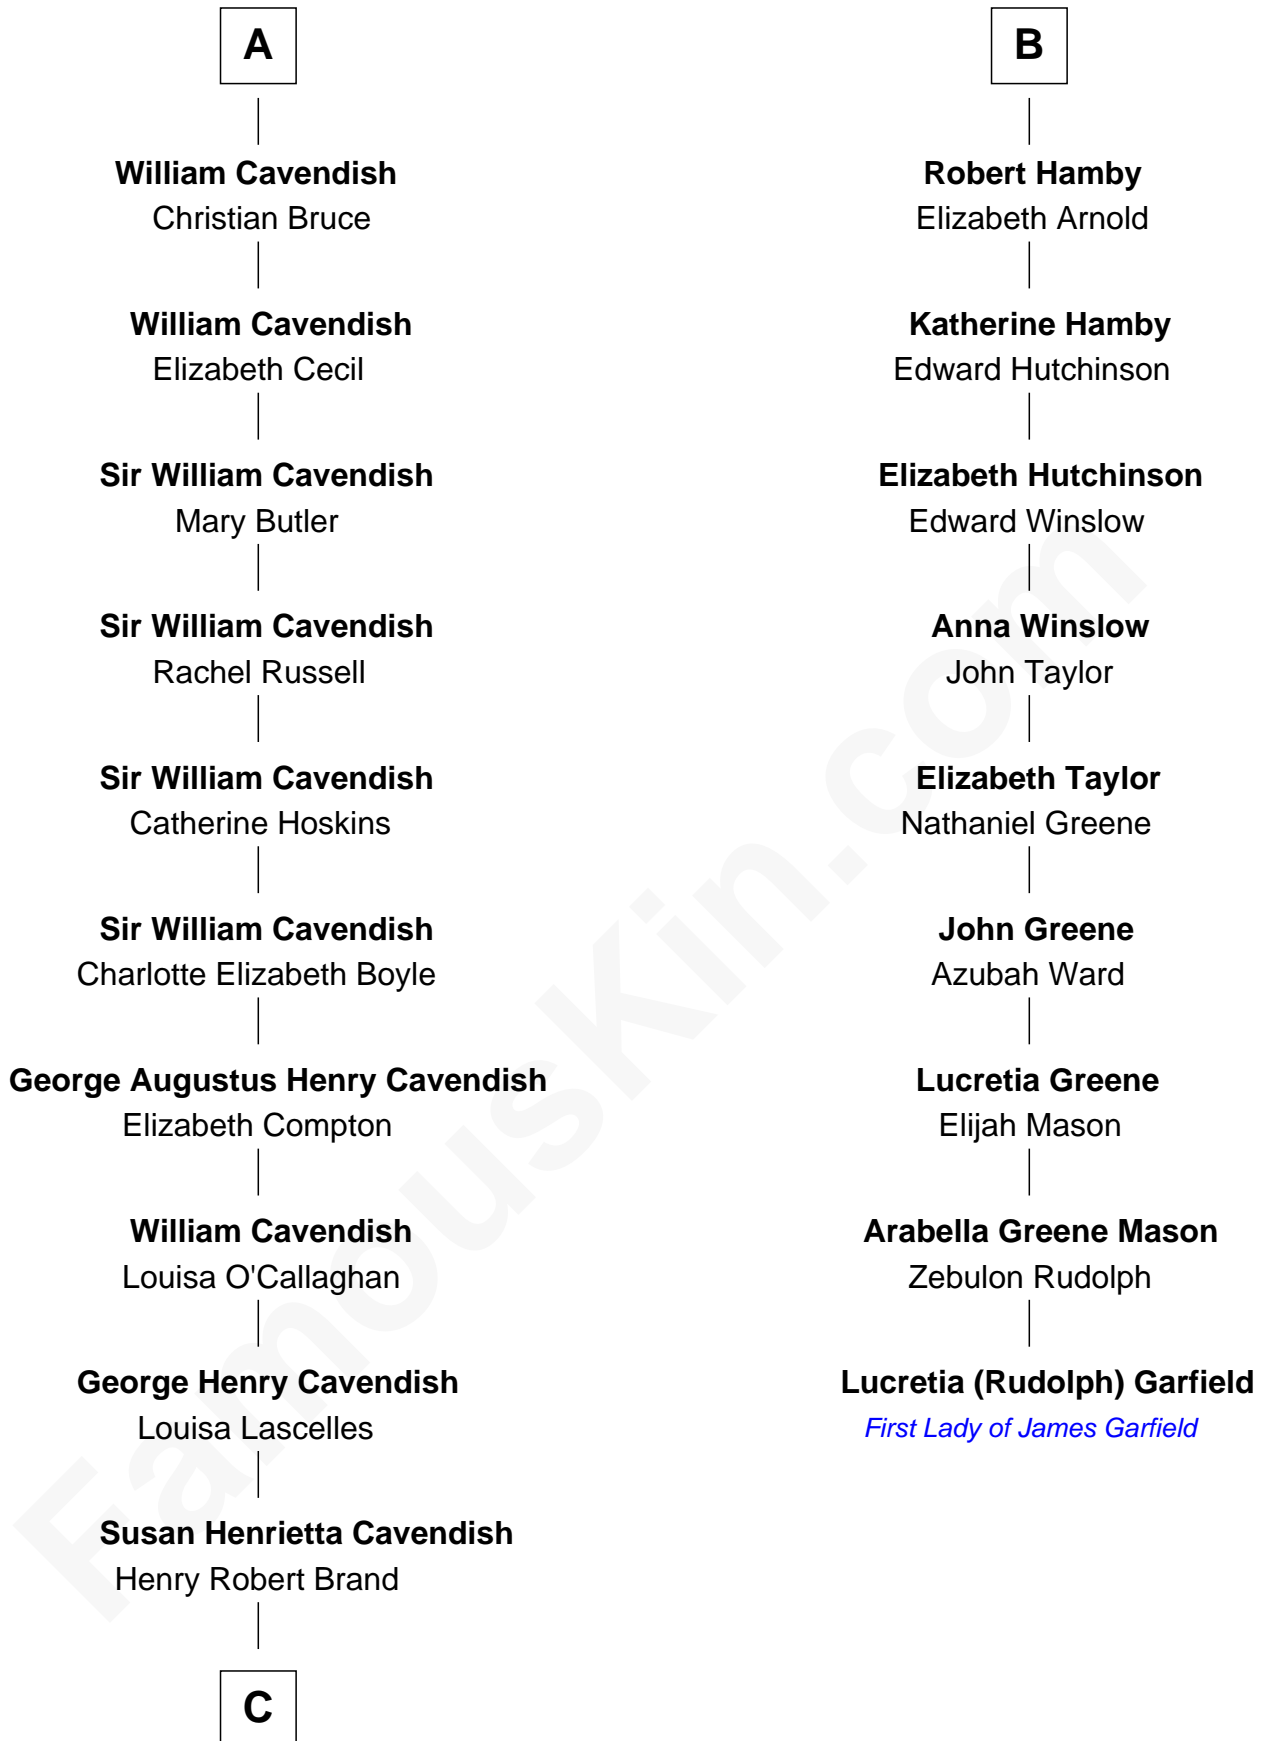 A
William Cavendish
Christian Bruce
William Cavendish
Elizabeth Cecil
Sir William Cavendish
Mary Butler
Sir William Cavendish
Rachel Russell
Sir William Cavendish
Catherine Hoskins
Sir William Cavendish
Charlotte Elizabeth Boyle
George Augustus Henry Cavendish
Elizabeth Compton
William Cavendish
Louisa O'Callaghan
George Henry Cavendish
Louisa Lascelles
Susan Henrietta Cavendish
Henry Robert Brand
C
B
Robert Hamby
Elizabeth Arnold
Katherine Hamby
Edward Hutchinson
Elizabeth Hutchinson
Edward Winslow
Anna Winslow
John Taylor
Elizabeth Taylor
Nathaniel Greene
John Greene
Azubah Ward
Lucretia Greene
Elijah Mason
Arabella Greene Mason
Zebulon Rudolph
Lucretia (Rudolph) Garfield
First Lady of James Garfield
FamousKin.com